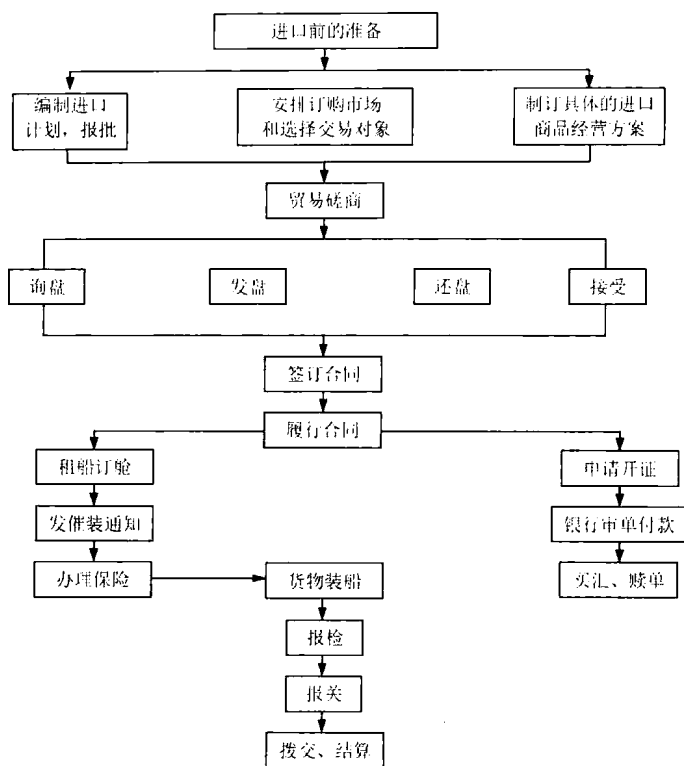 进口前的准备
编制进口
计划，报批
安排订购市场
和选择交易对象
制订具体的进口
商品经营方案
贸易磋商
询盘
发盘
还盘
接受
签订合同
履行合同
租船订舱
申请开证
发催装通知
银行审单付款
办理保险
货物装船
买汇、赎单
报检
报关
拨交、结算